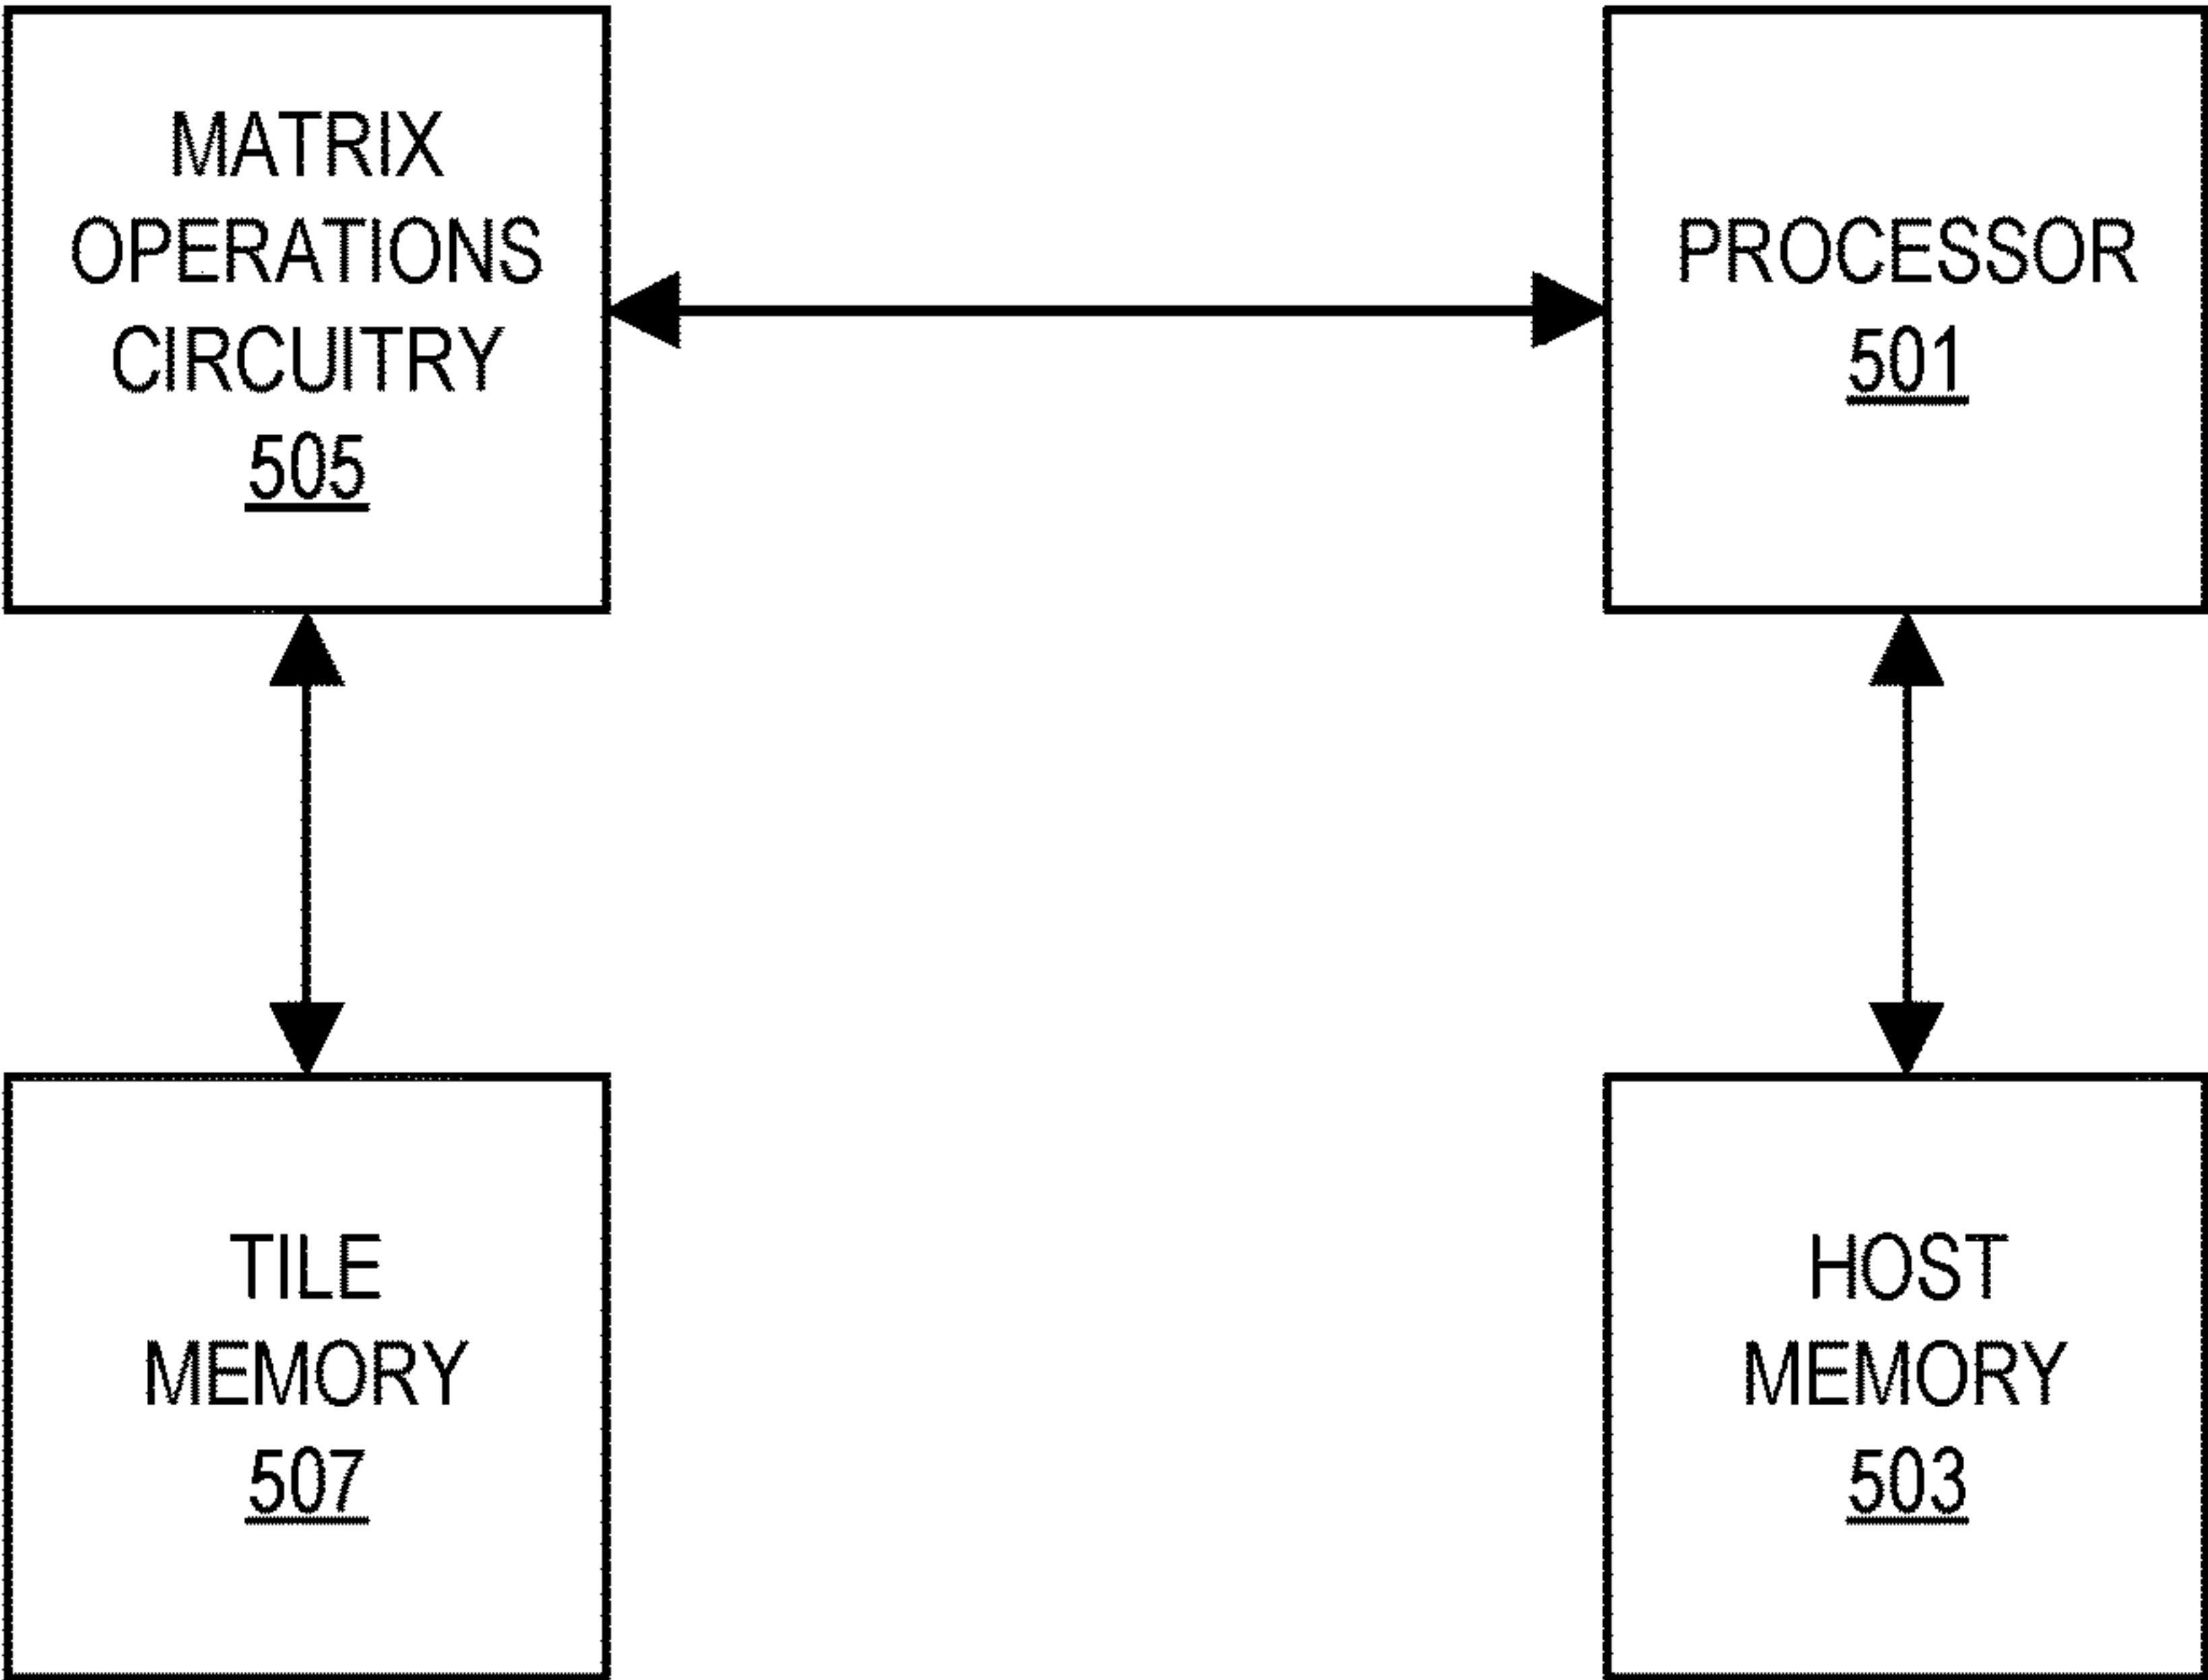 MATRIX
OPERATIONS
CIRCUITRY
505
PROCESSOR
501
TILE
MEMORY
507
HOST
MEMORY
503